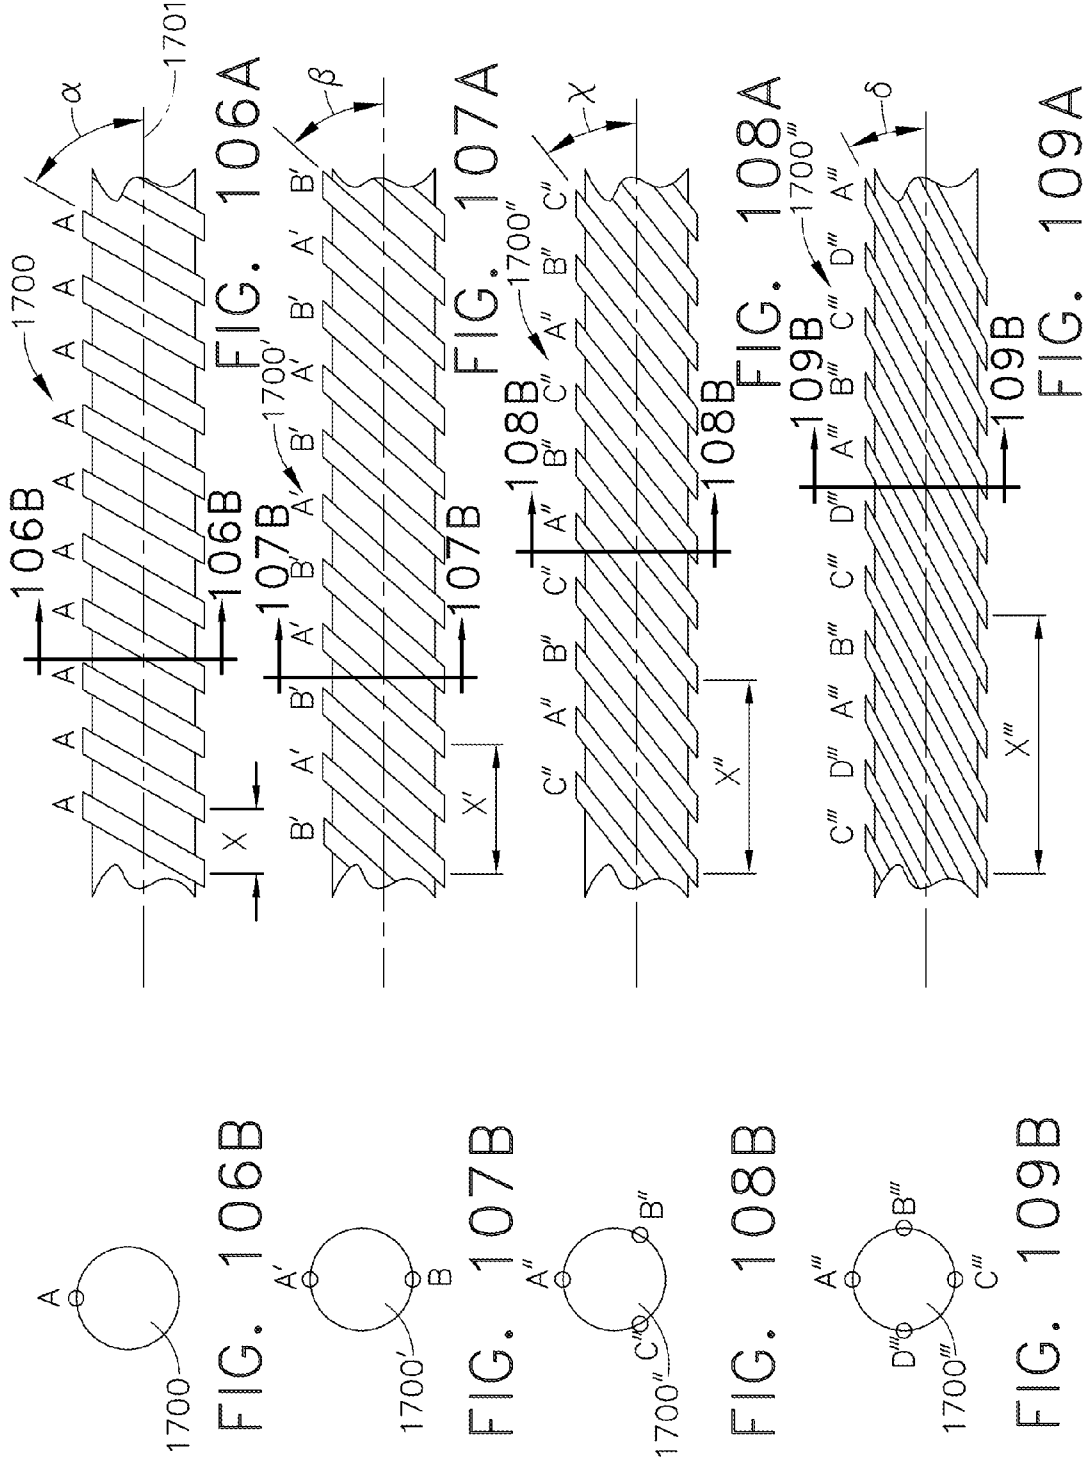 106B
106B
A A A A A A A A A A
1700
α
1701
X
FIG. 106A
107B
107B
B' A' B' A' B' A' B' A' B' A' B'
1700'
β
X'
FIG. 107A
108B
108B
C" A" B" C" A" B" C" A" B" C"
1700"
χ
X"
FIG. 108A
109B
109B
C''' D''' A''' B''' C''' D''' A''' B''' C''' D''' A'''
1700'''
δ
X'''
FIG. 109A
A
1700
FIG. 106B
A'
B
1700'
FIG. 107B
A"
B"
C"
1700"
FIG. 108B
A'''
B'''
C'''
D'''
1700'''
FIG. 109B